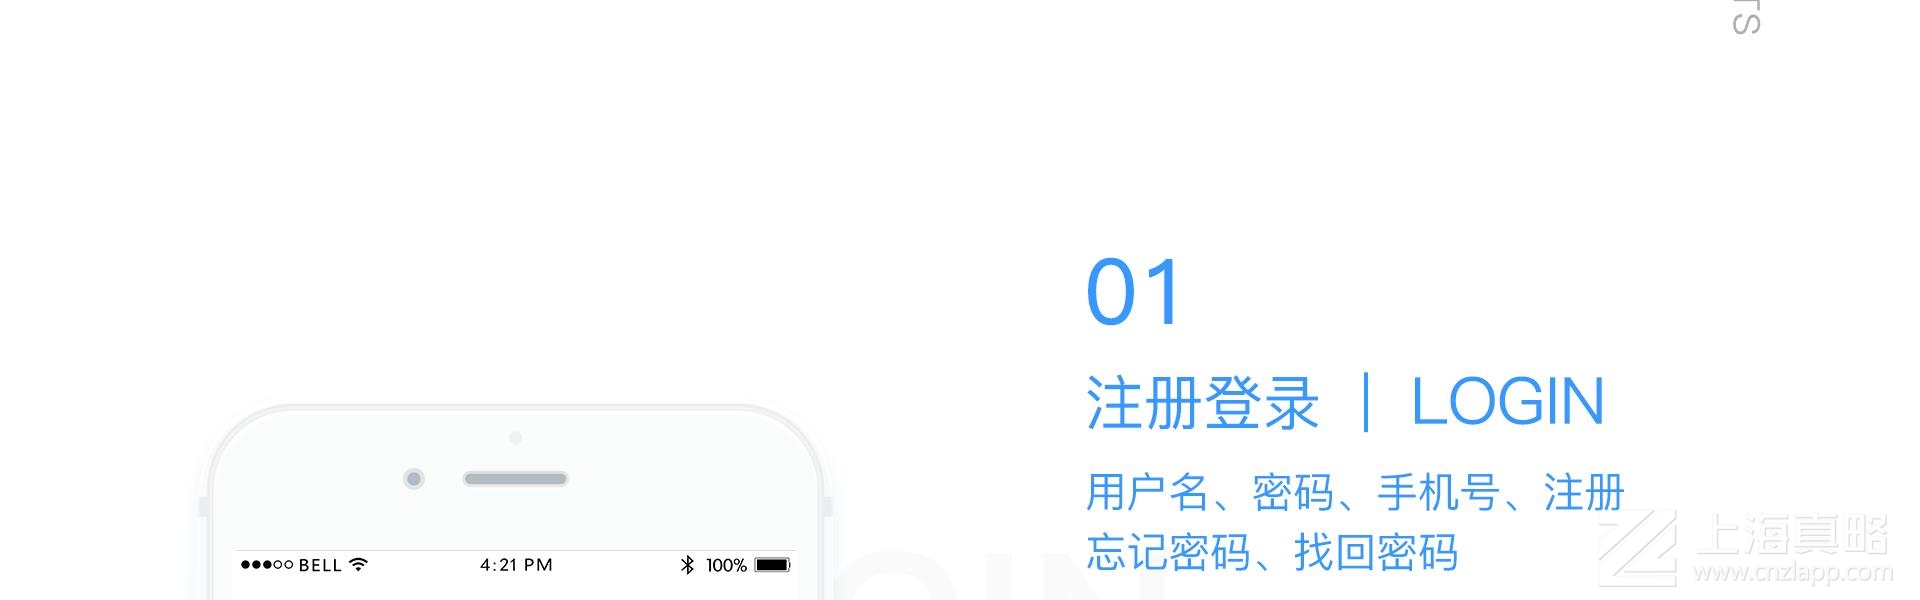 TS
01
注册登录 | LOGIN
用户名、密码、手机号、注册
忘记密码、找回密码
●●●○○ BELL 4:21 PM 100%
上海真略
www.cnzlapp.com